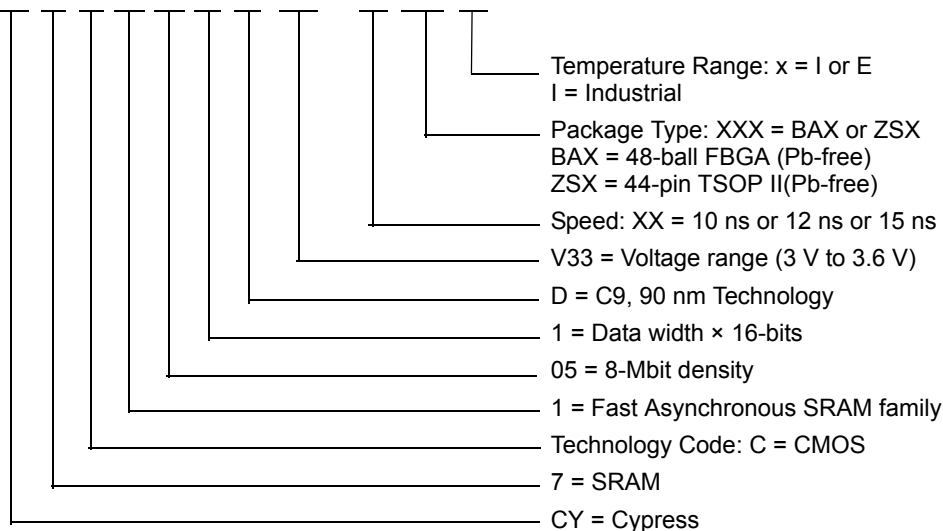 Temperature Range: x = I or E
I = Industrial
Package Type: XXX = BAX or ZSX
BAX = 48-ball FBGA (Pb-free)
ZSX = 44-pin TSOP II(Pb-free)
Speed: XX = 10 ns or 12 ns or 15 ns
V33 = Voltage range (3 V to 3.6 V)
D = C9, 90 nm Technology
1 = Data width × 16-bits
05 = 8-Mbit density
1 = Fast Asynchronous SRAM family
Technology Code: C = CMOS
7 = SRAM
CY = Cypress